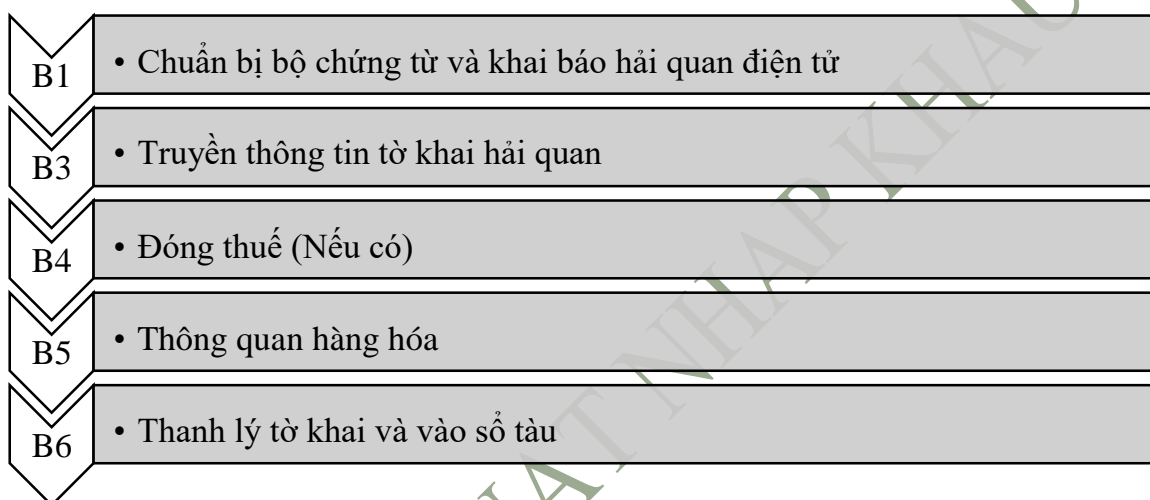 B1
• Chuẩn bị bộ chứng từ và khai báo hải quan điện tử
B3
• Truyền thông tin tờ khai hải quan
B4
• Đóng thuế (Nếu có)
B5
• Thông quan hàng hóa
B6
• Thanh lý tờ khai và vào sổ tàu
NHAP KHAU